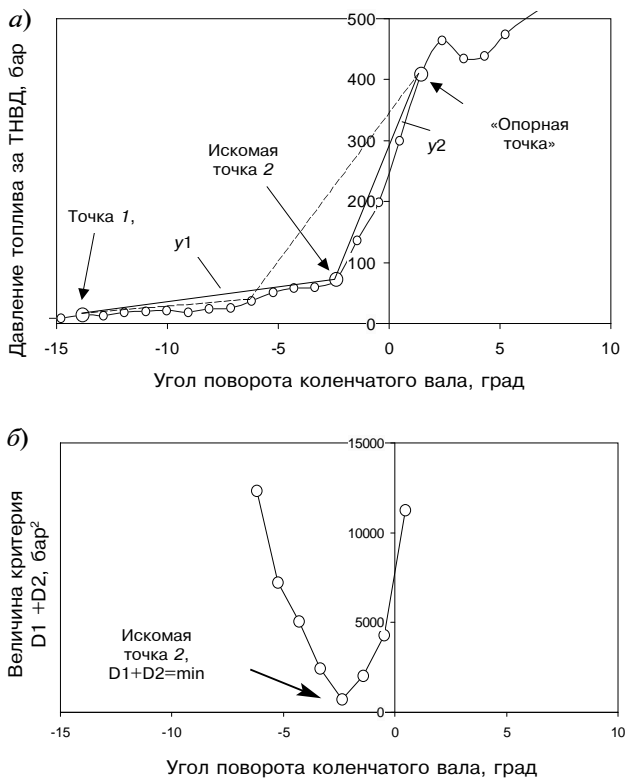 а)
Давление топлива за ТНВД, бар
500
400
300
200
100
0
-15
-10
-5
0
5
10
Искомая
точка 2
Точка 1,
y1
y2
«Опорная
точка»
Угол поворота коленчатого вала, град
б)
Величина критерия
D1 +D2, бар²
15000
10000
5000
0
-15
-10
-5
0
5
10
Искомая
точка 2,
D1+D2=min
Угол поворота коленчатого вала, град